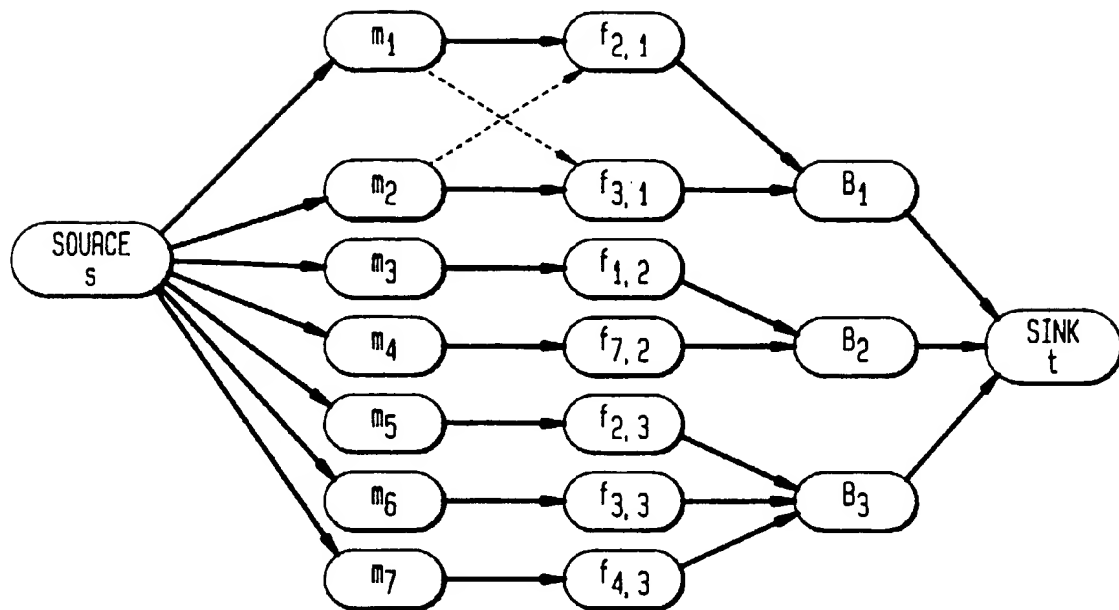 m1
f2,1
m2
f3,1
B1
SOURCE
s
m3
f1,2
m4
f7,2
B2
SINK
t
m5
f2,3
m6
f3,3
B3
m7
f4,3